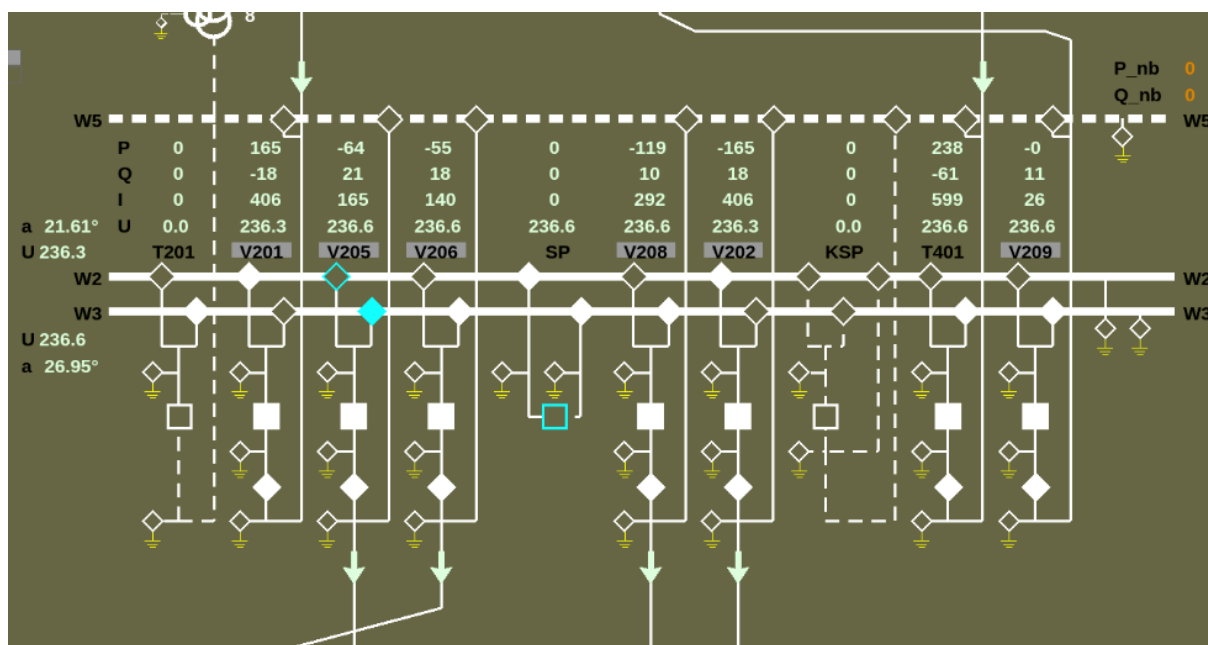 8
P_nb 0
Q_nb 0
W5 W5
P 0 165 -64 -55 0 -119 -165 0 238 -0
Q 0 -18 21 18 0 10 18 0 -61 11
I 0 406 165 140 0 292 406 0 599 26
a 21.61° U 0.0 236.3 236.6 236.6 236.6 236.6 236.3 0.0 236.6 236.6
U 236.3 T201 V201 V205 V206 SP V208 V202 KSP T401 V209
W2 W2
W3 W3
U 236.6
a 26.95°